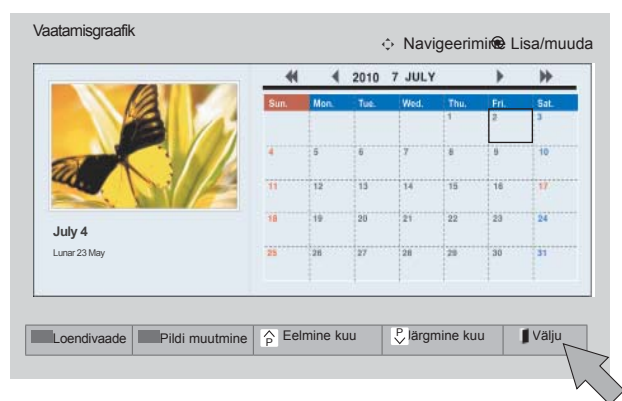 Vaatamisgraafik
Navigeerimine Lisa/muuda
2010 7 JULY
Sun. Mon. Tue. Wed. Thu. Fri. Sat.
1 2 3
4 5 6 7 8 9 10
11 12 13 14 15 16 17
18 19 20 21 22 23 24
25 26 27 28 29 30 31
July 4
Lunar 23 May
Loendivaade Pildi muutmine P Eelmine kuu P Järgmine kuu Välju